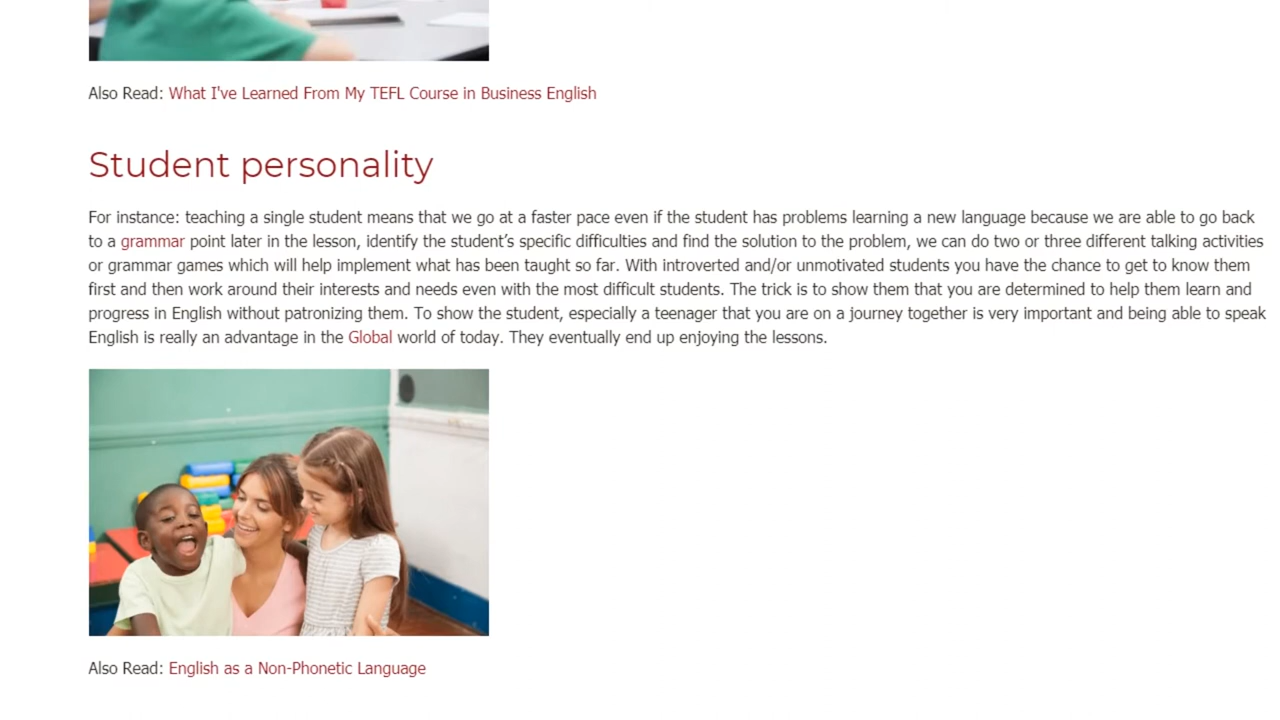 Also Read: What I've Learned From My TEFL Course in Business English
Student personality
For instance: teaching a single student means that we go at a faster pace even if the student has problems learning a new language because we are able to go back
to a grammar point later in the lesson, identify the student’s specific difficulties and find the solution to the problem, we can do two or three different talking activities
or grammar games which will help implement what has been taught so far. With introverted and/or unmotivated students you have the chance to get to know them
first and then work around their interests and needs even with the most difficult students. The trick is to show them that you are determined to help them learn and
progress in English without patronizing them. To show the student, especially a teenager that you are on a journey together is very important and being able to speak
English is really an advantage in the Global world of today. They eventually end up enjoying the lessons.
Also Read: English as a Non-Phonetic Language